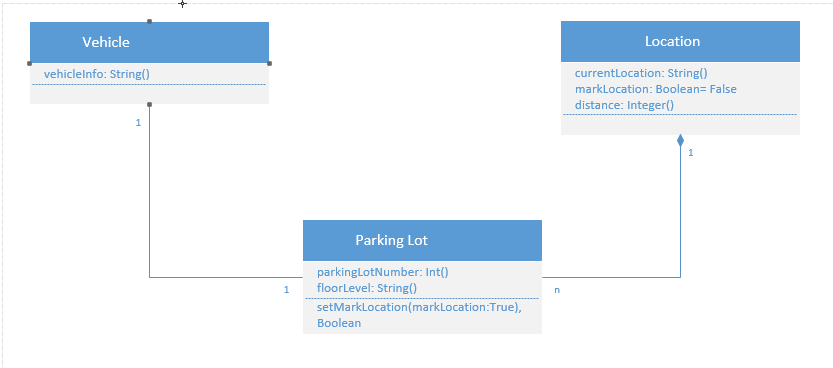 Vehicle
vehicleInfo: String()
1
Location
currentLocation: String()
markLocation: Boolean= False
distance: Integer()
1
Parking Lot
parkingLotNumber: Int()
floorLevel: String()
setMarkLocation(markLocation:True),
Boolean
1
n